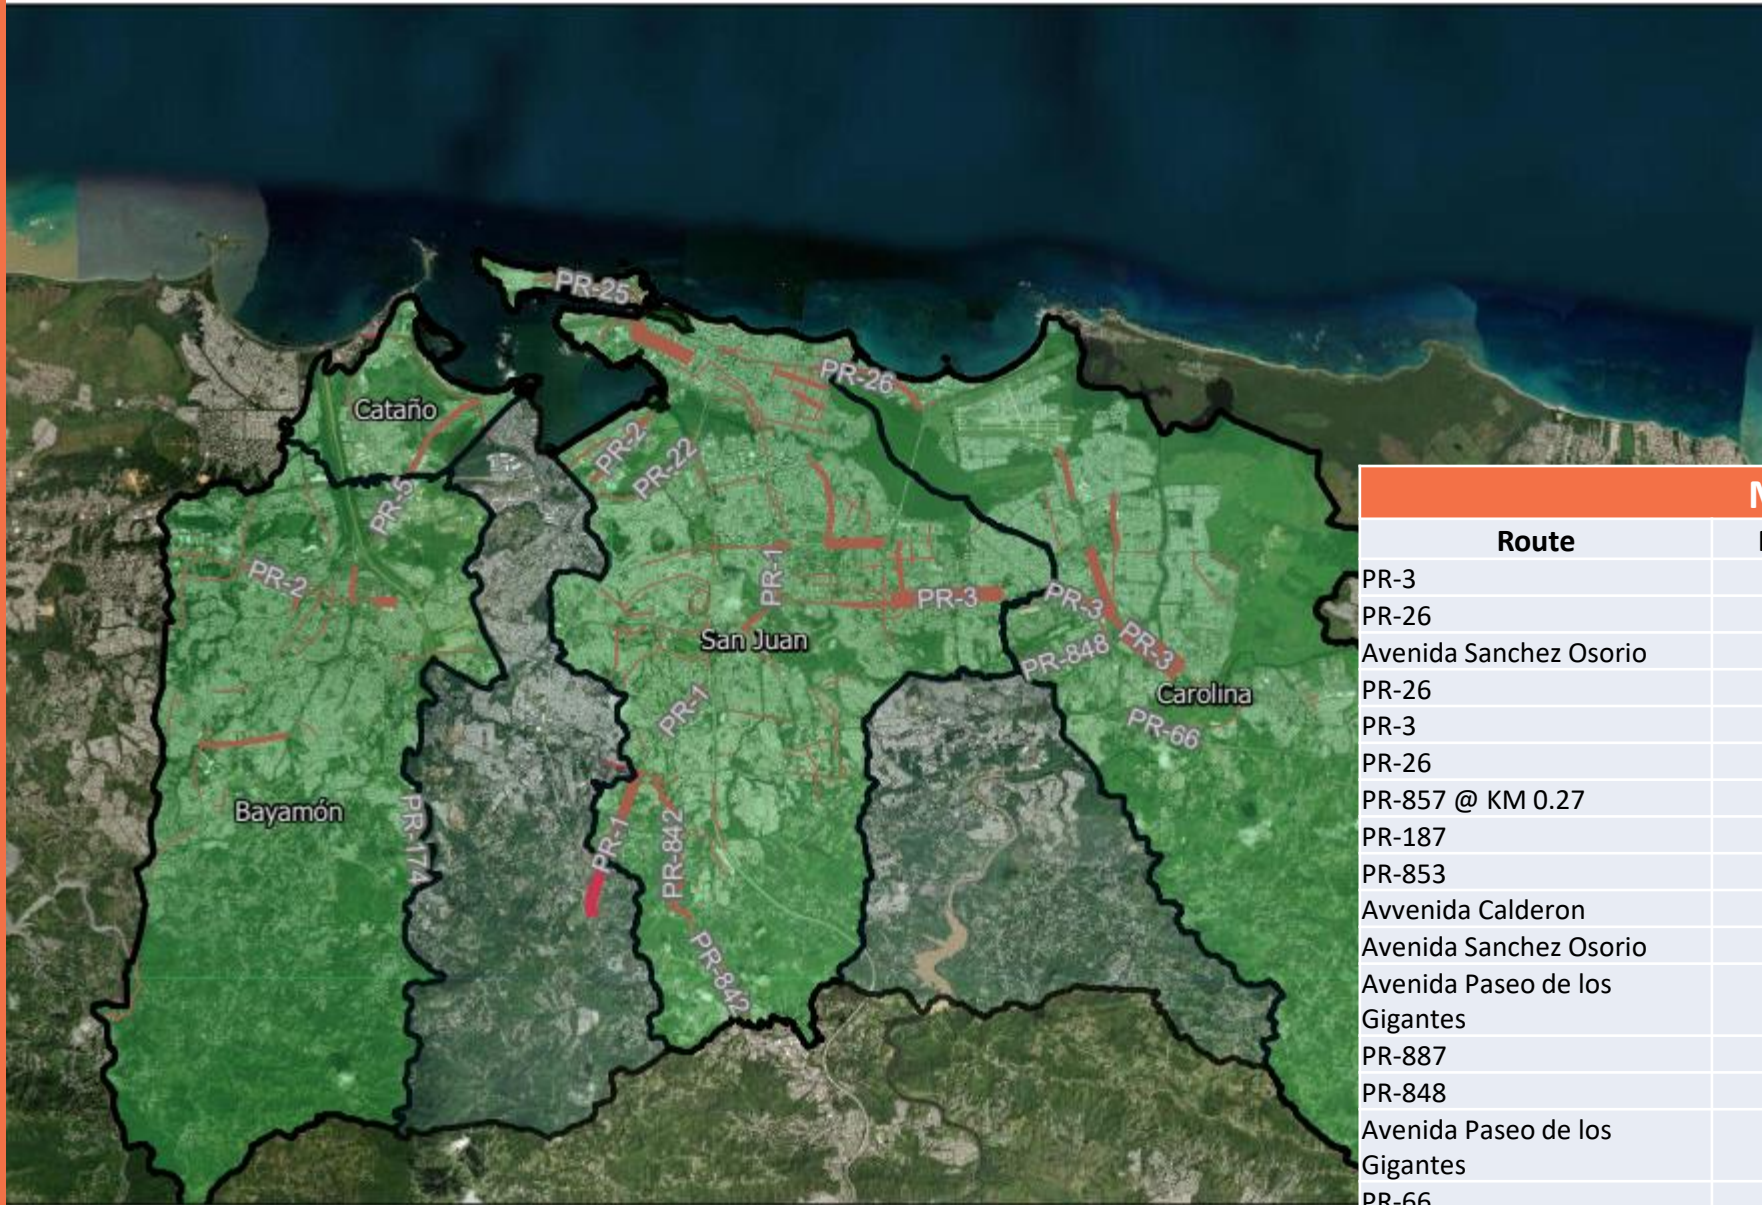 PR-25
PR-26
Cataño
PR-2
PR-22
PR-5
PR-2
PR-1
PR-3
PR-3
PR-3
San Juan
PR-848
Carolina
PR-1
PR-66
Bayamón
PR-174
PR-1
PR-842
PR-842
Route
PR-3
PR-26
Avenida Sanchez Osorio
PR-26
PR-3
PR-26
PR-857 @ KM 0.27
PR-187
PR-853
Avvenida Calderon
Avenida Sanchez Osorio
Avenida Paseo de los
Gigantes
PR-887
PR-848
Avenida Paseo de los
Gigantes
PR-66